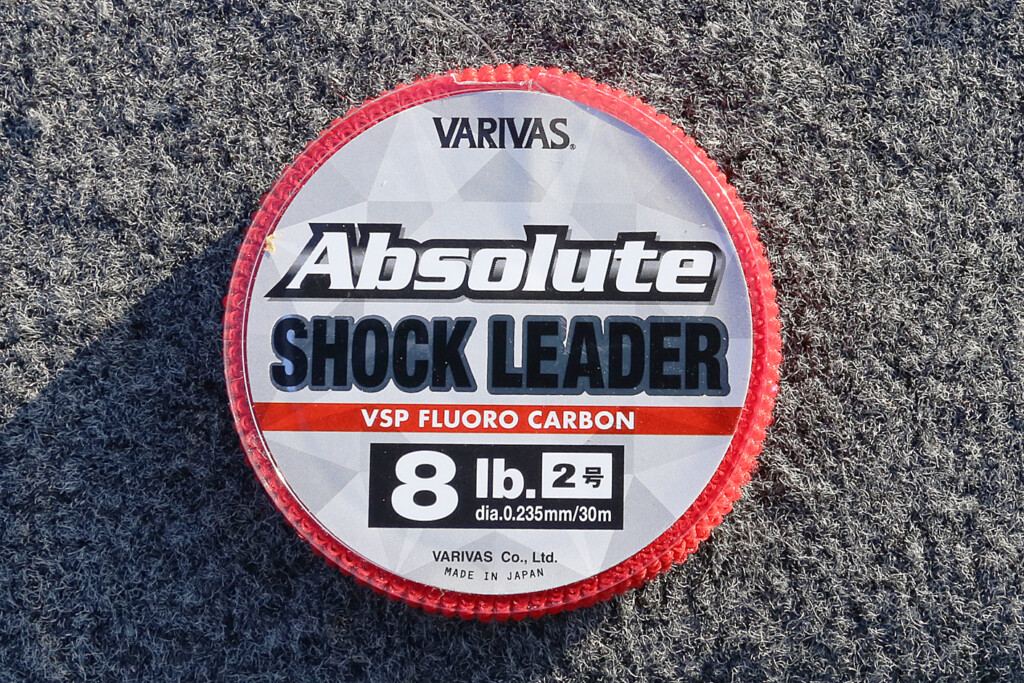 VARIVAS®
Absolute
SHOCK LEADER
VSP FLUORO CARBON
8 lb. 2号
dia.0.235mm/30m
VARIVAS Co., Ltd.
MADE IN JAPAN